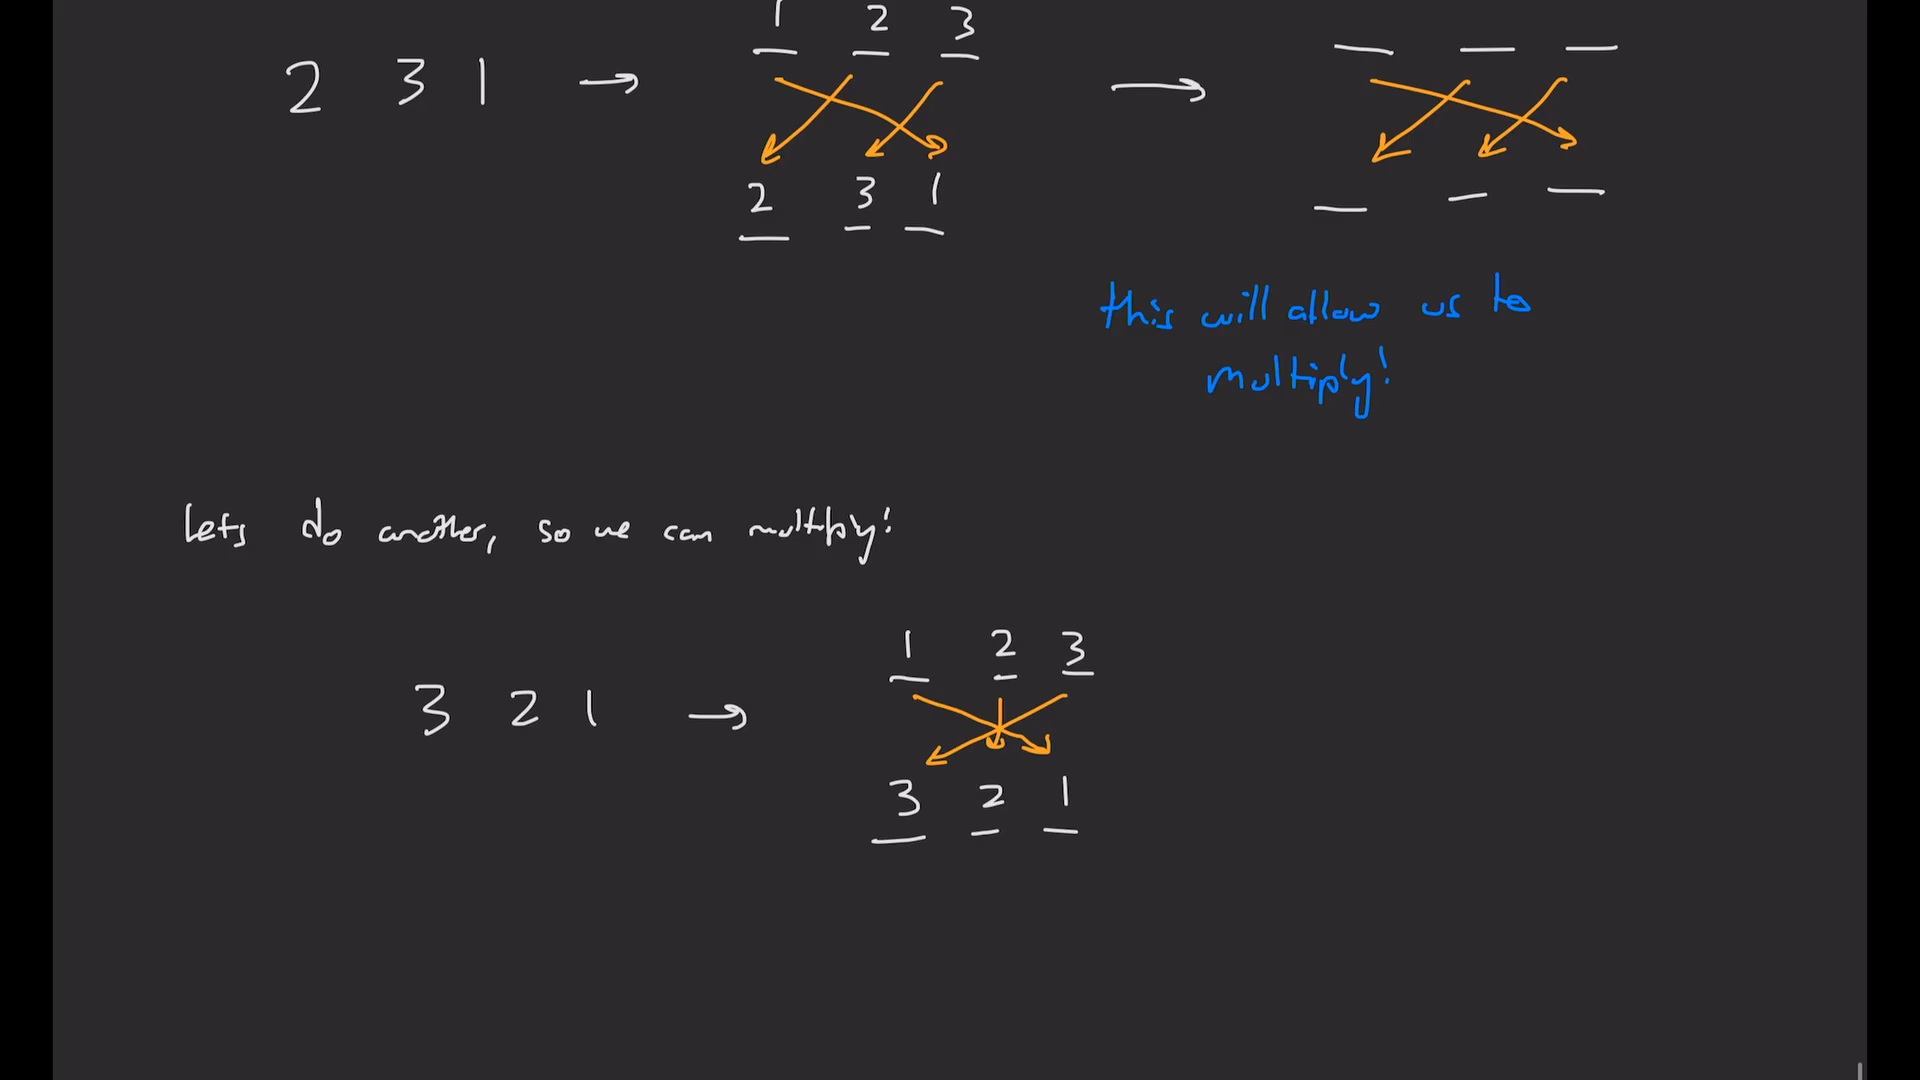 1 2 3
2 3 1 → →
2 3 1
this will allow us to
multiply!
Lets do another, so we can multiply!
1 2 3
3 2 1 →
3 2 1